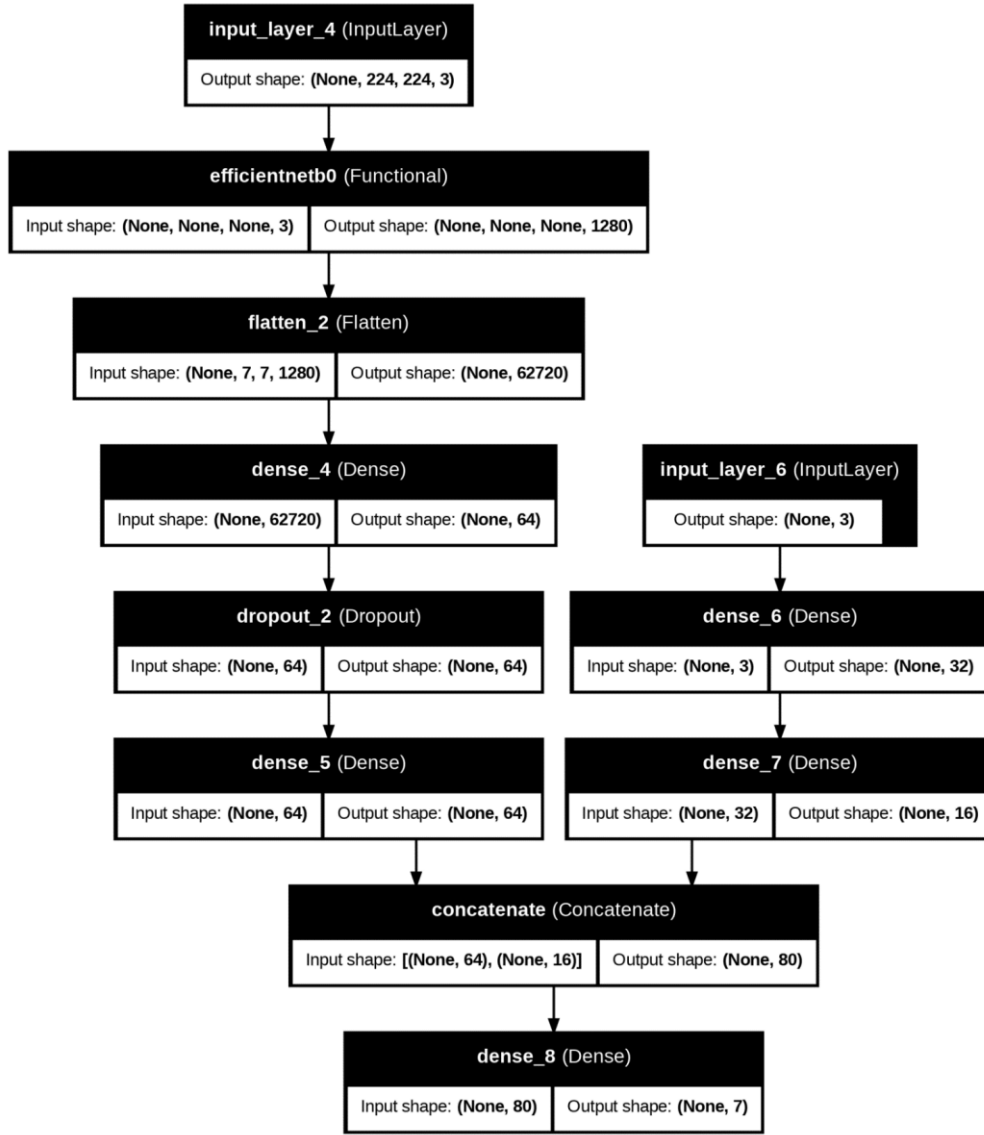 input_layer_4 (InputLayer)
Output shape: (None, 224, 224, 3)
efficientnetb0 (Functional)
Input shape: (None, None, None, 3) Output shape: (None, None, None, 1280)
flatten_2 (Flatten)
Input shape: (None, 7, 7, 1280) Output shape: (None, 62720)
dense_4 (Dense)
Input shape: (None, 62720) Output shape: (None, 64)
input_layer_6 (InputLayer)
Output shape: (None, 3)
dropout_2 (Dropout)
Input shape: (None, 64) Output shape: (None, 64)
dense_6 (Dense)
Input shape: (None, 3) Output shape: (None, 32)
dense_5 (Dense)
Input shape: (None, 64) Output shape: (None, 64)
dense_7 (Dense)
Input shape: (None, 32) Output shape: (None, 16)
concatenate (Concatenate)
Input shape: [(None, 64), (None, 16)] Output shape: (None, 80)
dense_8 (Dense)
Input shape: (None, 80) Output shape: (None, 7)